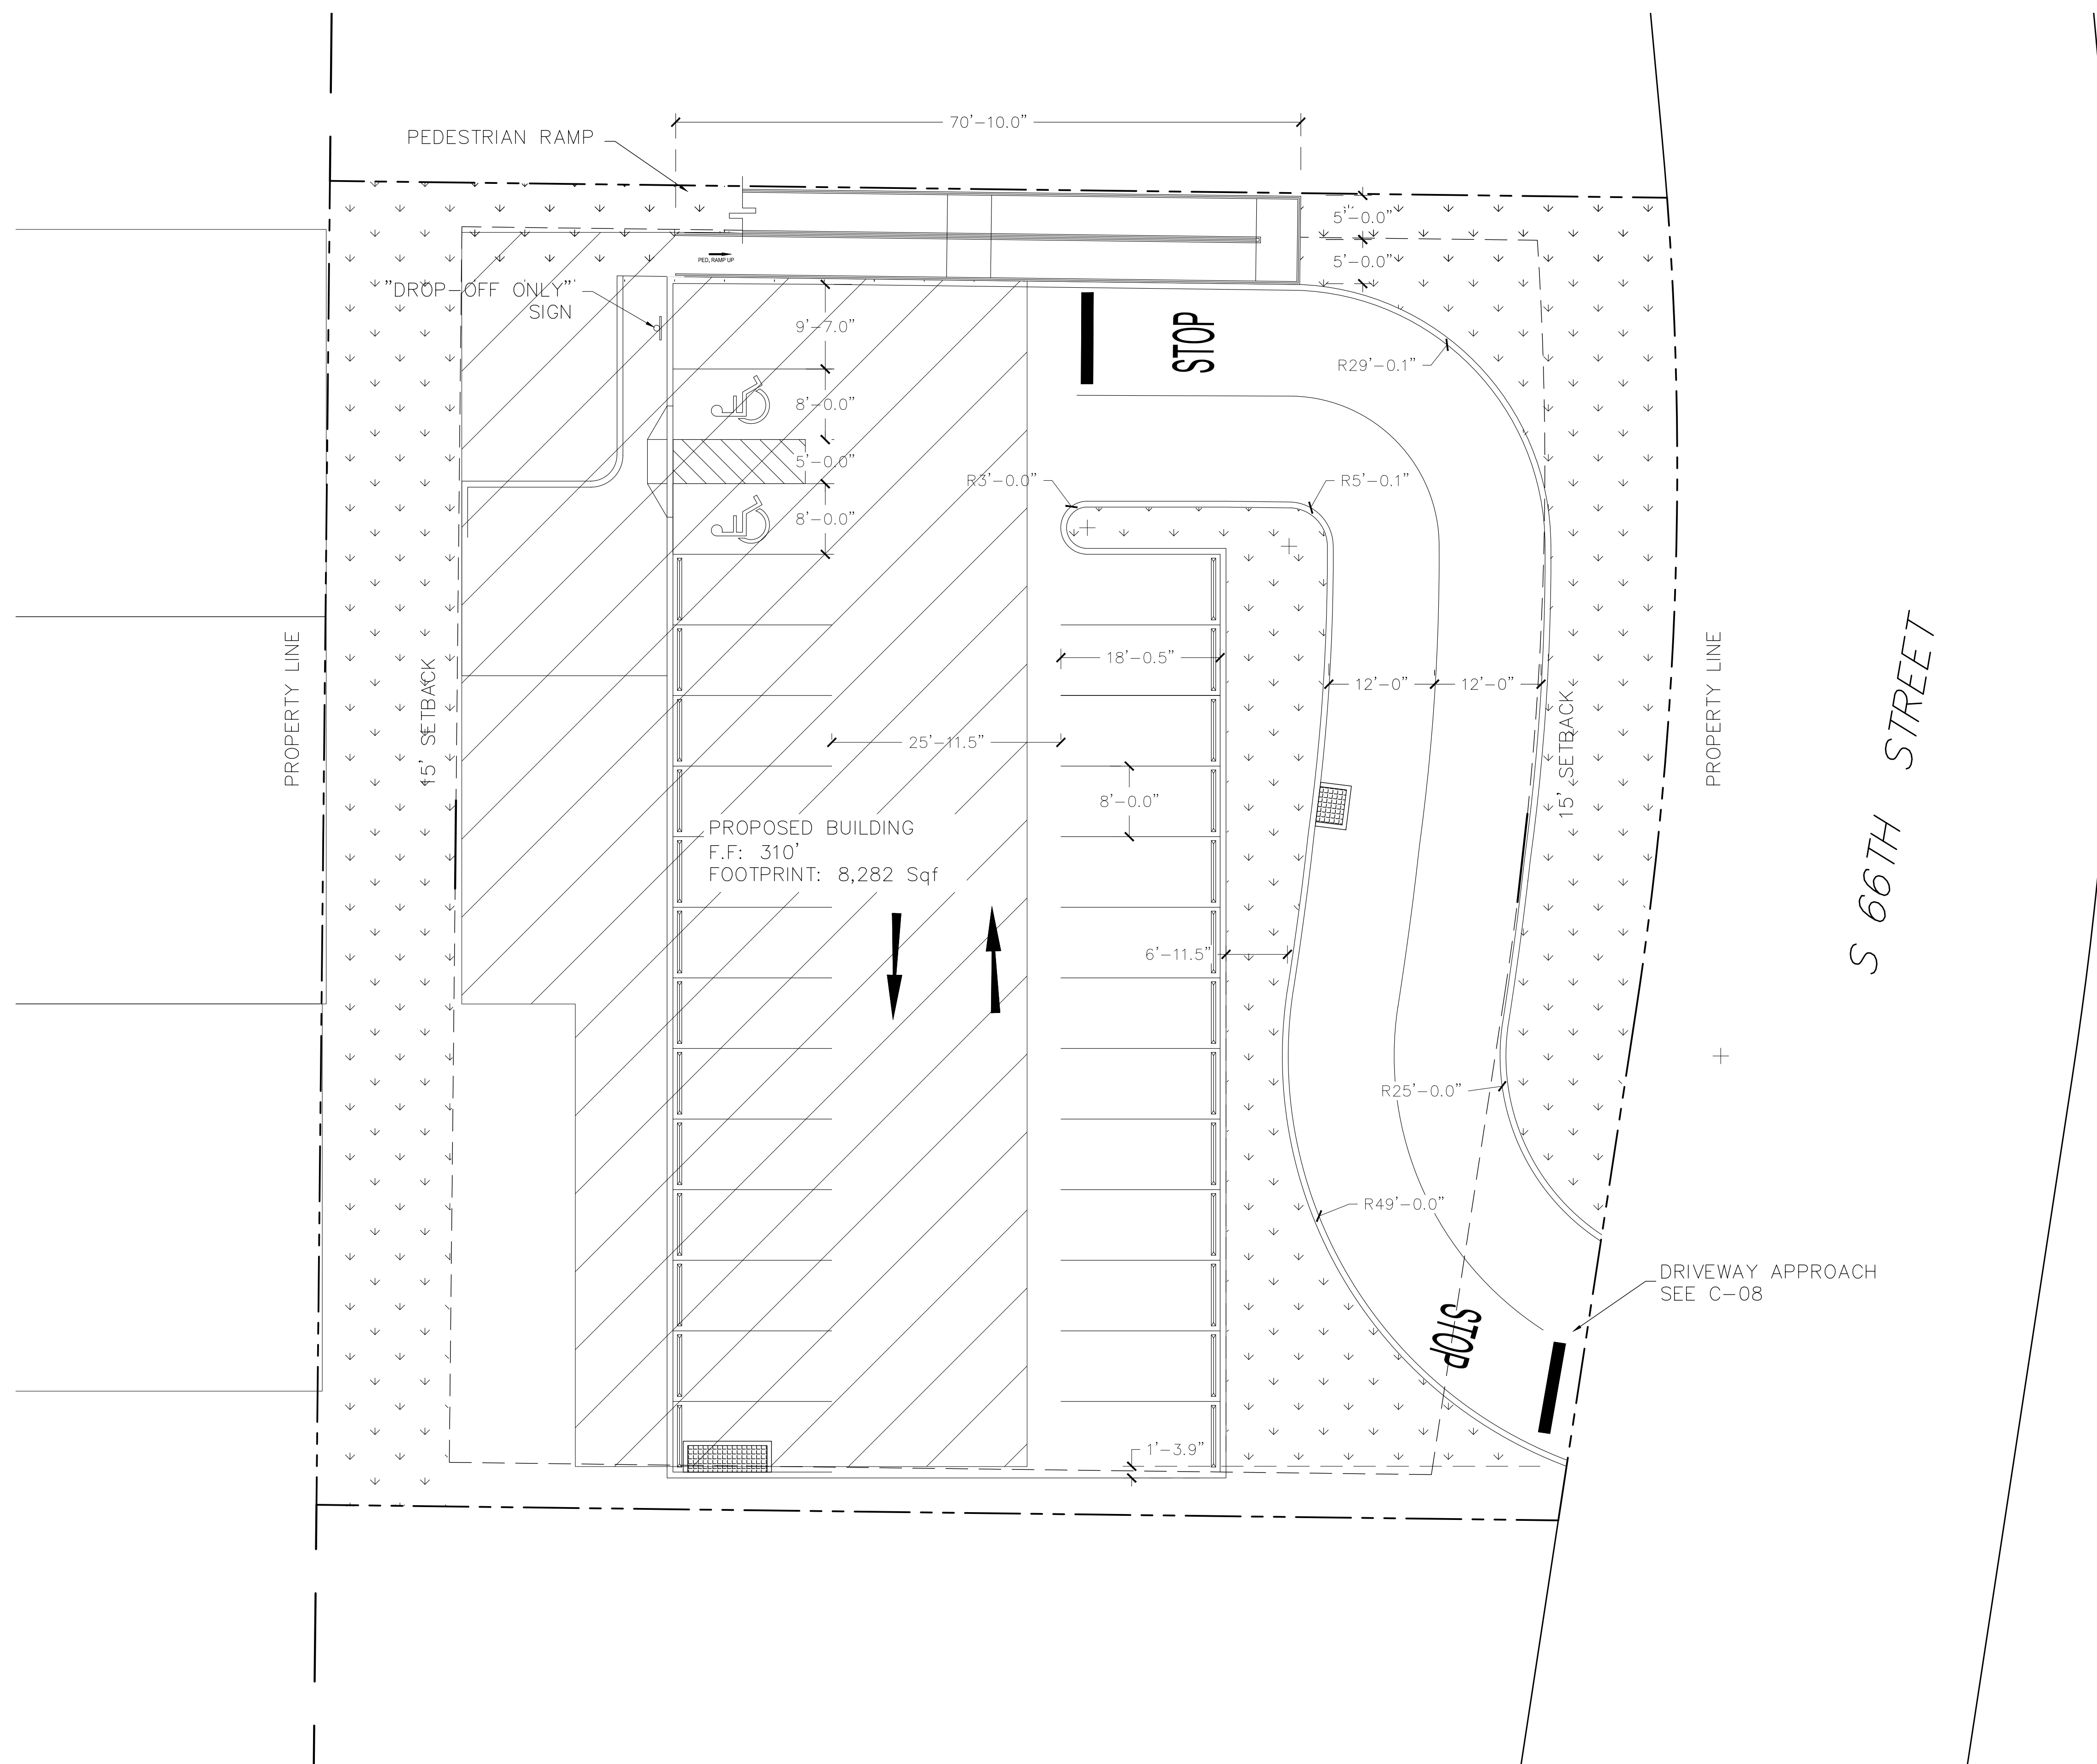 70'-10.0"
PEDESTRIAN RAMP
5'-0.0"
5'-0.0"
PED, RAMP UP
"DROP-OFF ONLY"
SIGN
9'-7.0"
STOP
R29'-0.1"
8'-0.0"
5'-0.0"
R3'-0.0"
R5'-0.1"
8'-0.0"
PROPERTY LINE
15' SETBACK
18'-0.5"
12'-0"
12'-0"
15' SETBACK
PROPERTY LINE
S 66TH STREET
25'-11.5"
8'-0.0"
PROPOSED BUILDING
F.F: 310'
FOOTPRINT: 8,282 Sqf
6'-11.5"
R25'-0.0"
R49'-0.0"
DRIVEWAY APPROACH
SEE C-08
STOP
1'-3.9"